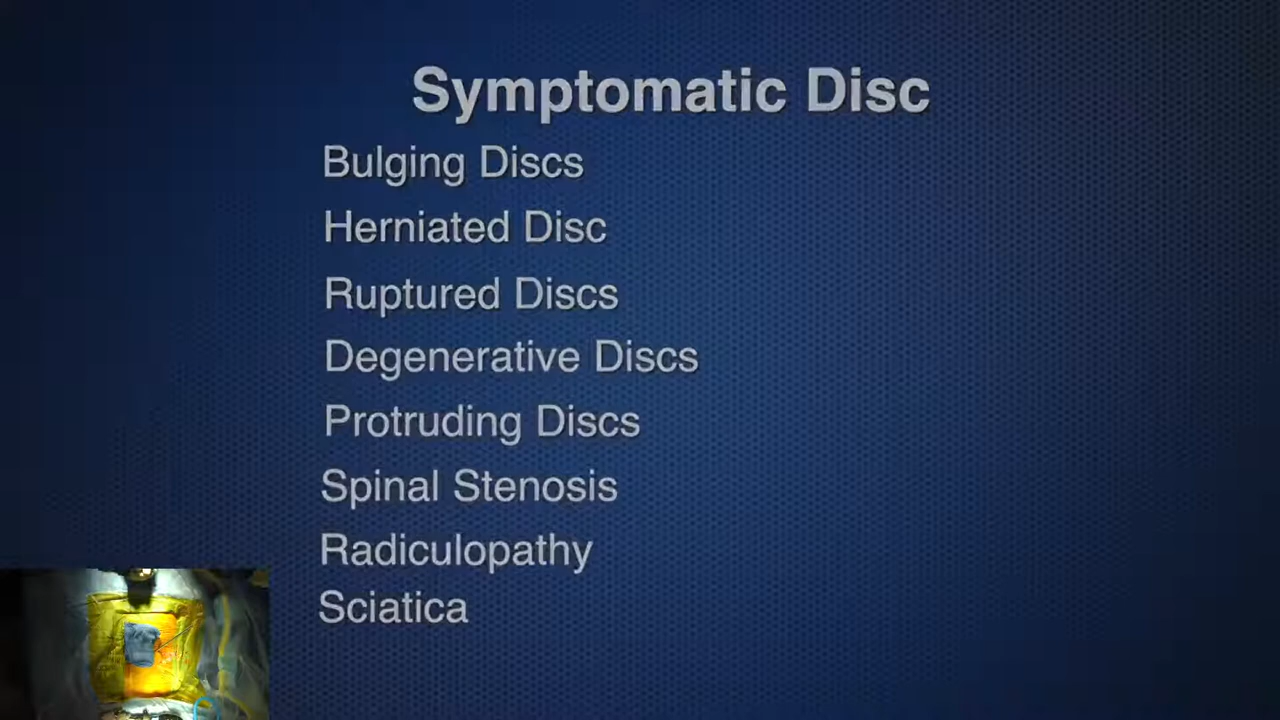 Symptomatic Disc
Bulging Discs
Herniated Disc
Ruptured Discs
Degenerative Discs
Protruding Discs
Spinal Stenosis
Radiculopathy
Sciatica